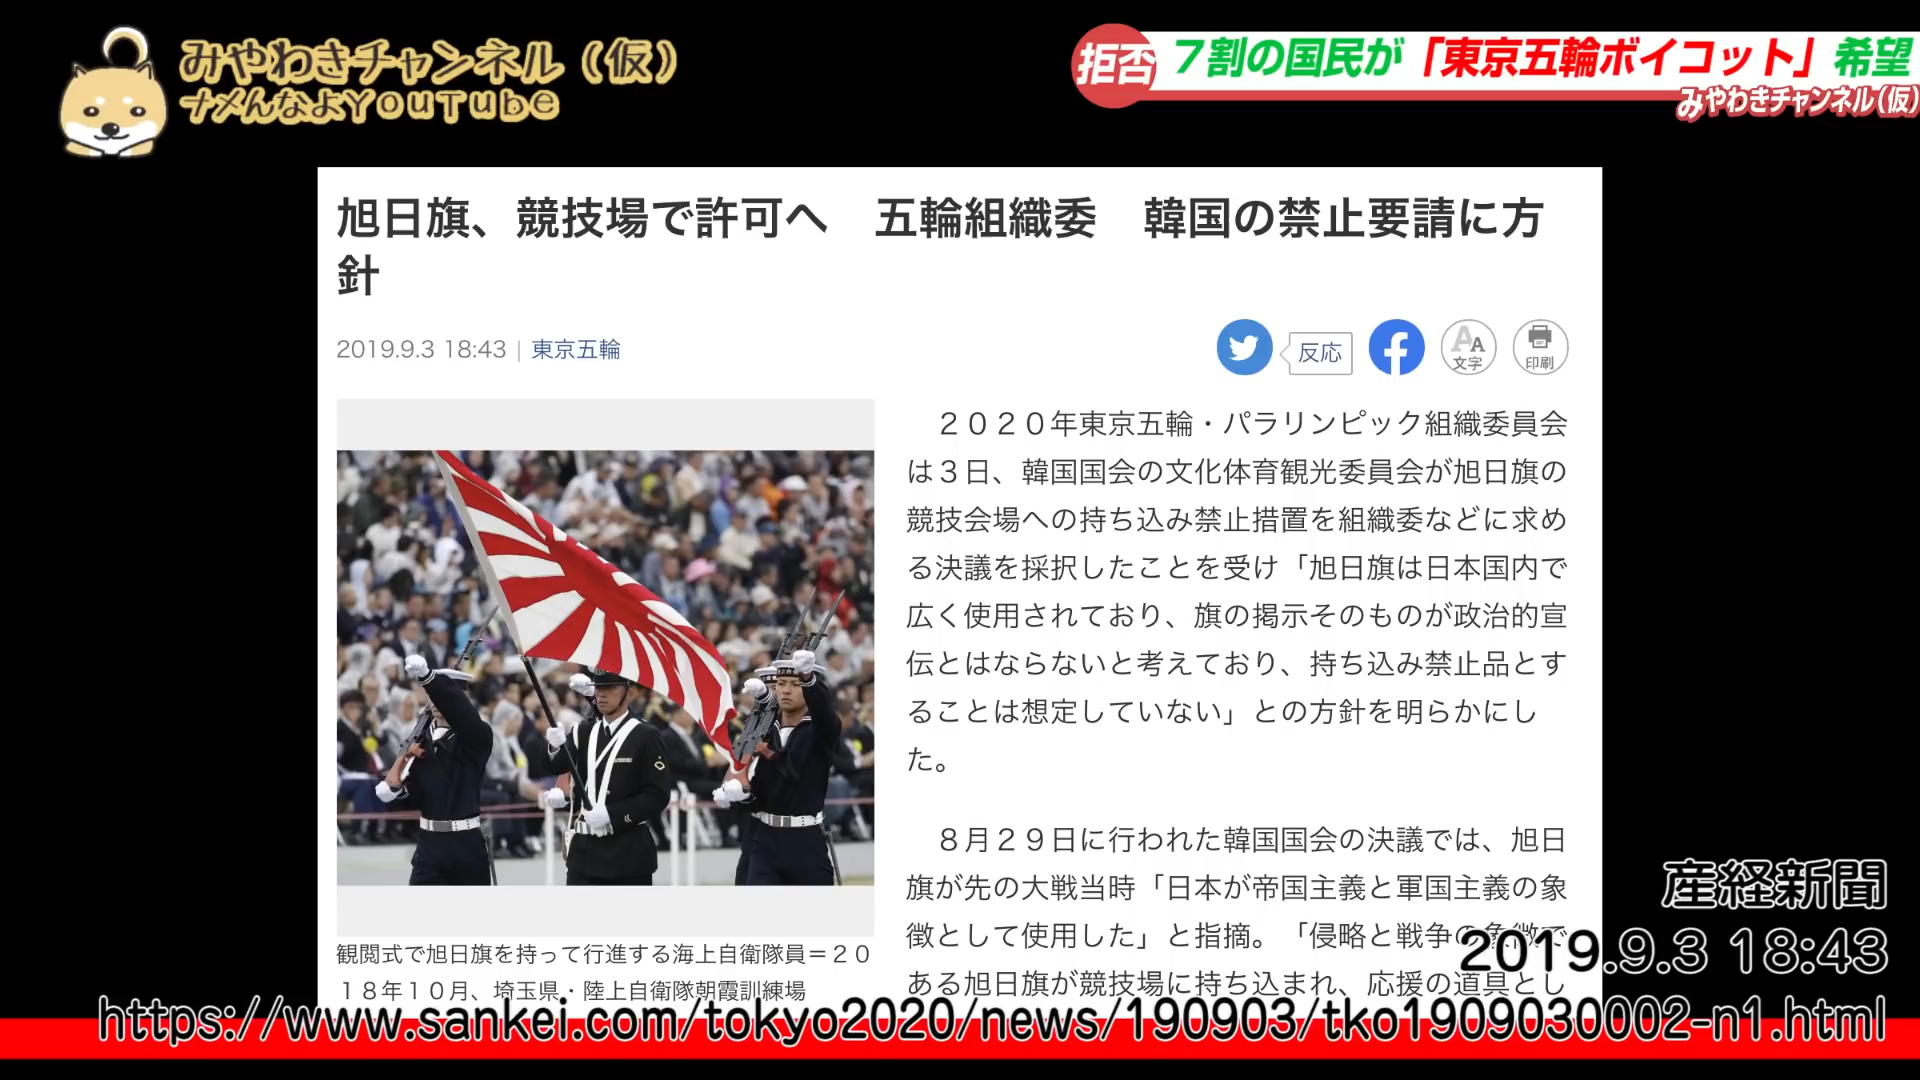 みやわきチャンネル（仮）
ナメんなよYouTube
拒否
７割の国民が「東京五輪ボイコット」希望
みやわきチャンネル（仮）
旭日旗、競技場で許可へ　五輪組織委　韓国の禁止要請に方
針
2019.9.3 18:43｜東京五輪
反応
AA
文字
印刷
２０２０年東京五輪・パラリンピック組織委員会
は３日、韓国国会の文化体育観光委員会が旭日旗の
競技会場への持ち込み禁止措置を組織委などに求め
る決議を採択したことを受け「旭日旗は日本国内で
広く使用されており、旗の掲示そのものが政治的宣
伝とはならないと考えており、持ち込み禁止品とす
ることは想定していない」との方針を明らかにし
た。
８月２９日に行われた韓国国会の決議では、旭日
旗が先の大戦当時「日本が帝国主義と軍国主義の象
徴として使用した」と指摘。「侵略と戦争の象徴で
ある旭日旗が競技場に持ち込まれ、応援の道具とし
観閲式で旭日旗を持って行進する海上自衛隊員＝２０
１８年１０月、埼玉県・陸上自衛隊朝霞訓練場
産経新聞
2019.9.3 18:43
https://www.sankei.com/tokyo2020/news/190903/tko1909030002-n1.html